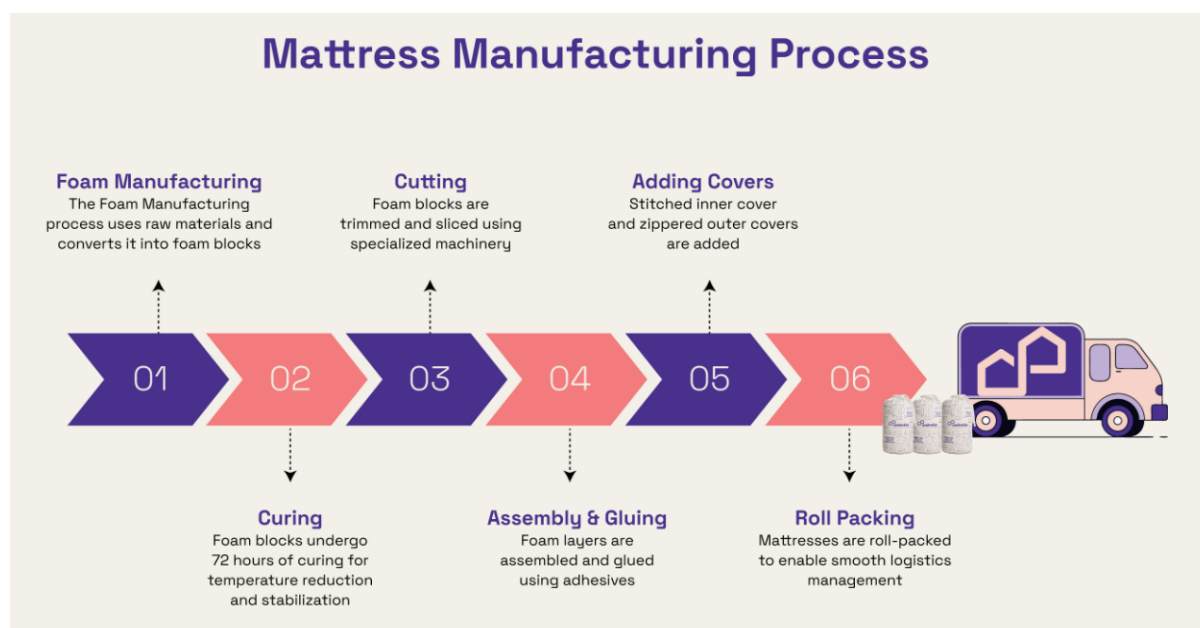 Mattress Manufacturing Process
Foam Manufacturing
The Foam Manufacturing
process uses raw materials and
converts it into foam blocks
Cutting
Foam blocks are
trimmed and sliced using
specialized machinery
Adding Covers
Stitched inner cover
and zippered outer covers
are added
01
02
03
04
05
06
Curing
Foam blocks undergo
72 hours of curing for
temperature reduction
and stabilization
Assembly & Gluing
Foam layers are
assembled and glued
using adhesives
Roll Packing
Mattresses are roll-packed
to enable smooth logistics
management